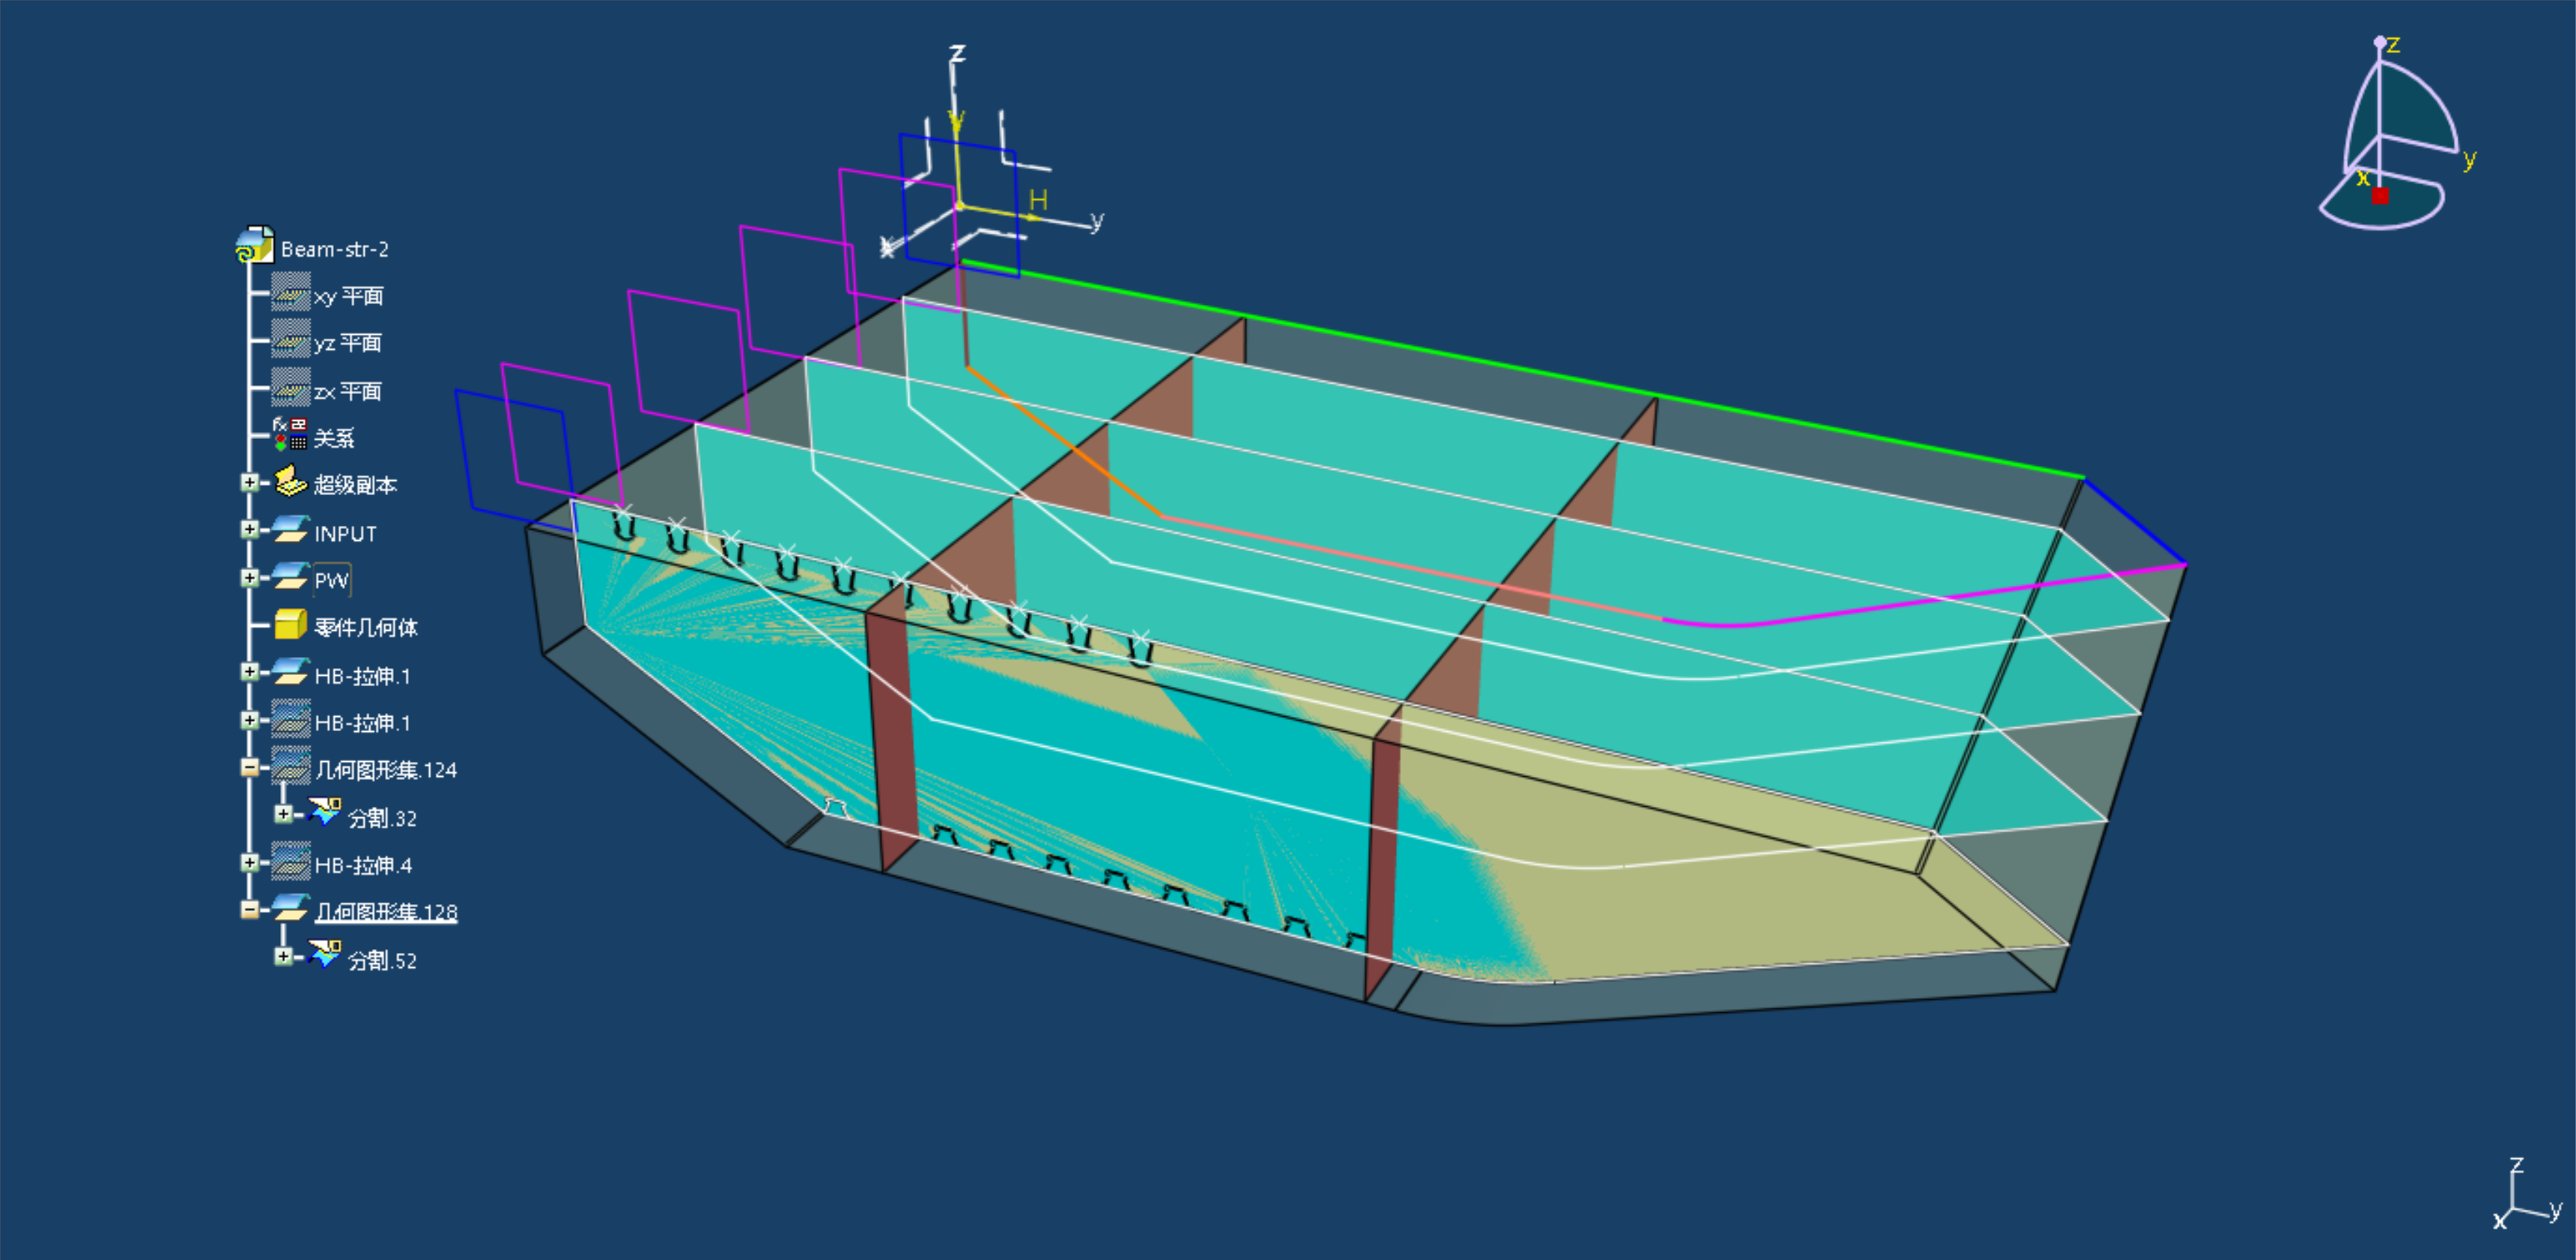 z
V
H
y
x
z
y
x
Beam-str-2
xy 平面
yz 平面
zx 平面
关系
超级副本
INPUT
PW
零件几何体
HB-拉伸.1
HB-拉伸.1
几何图形集.124
分割.32
HB-拉伸.4
几何图形集.128
分割.52
z
x
y